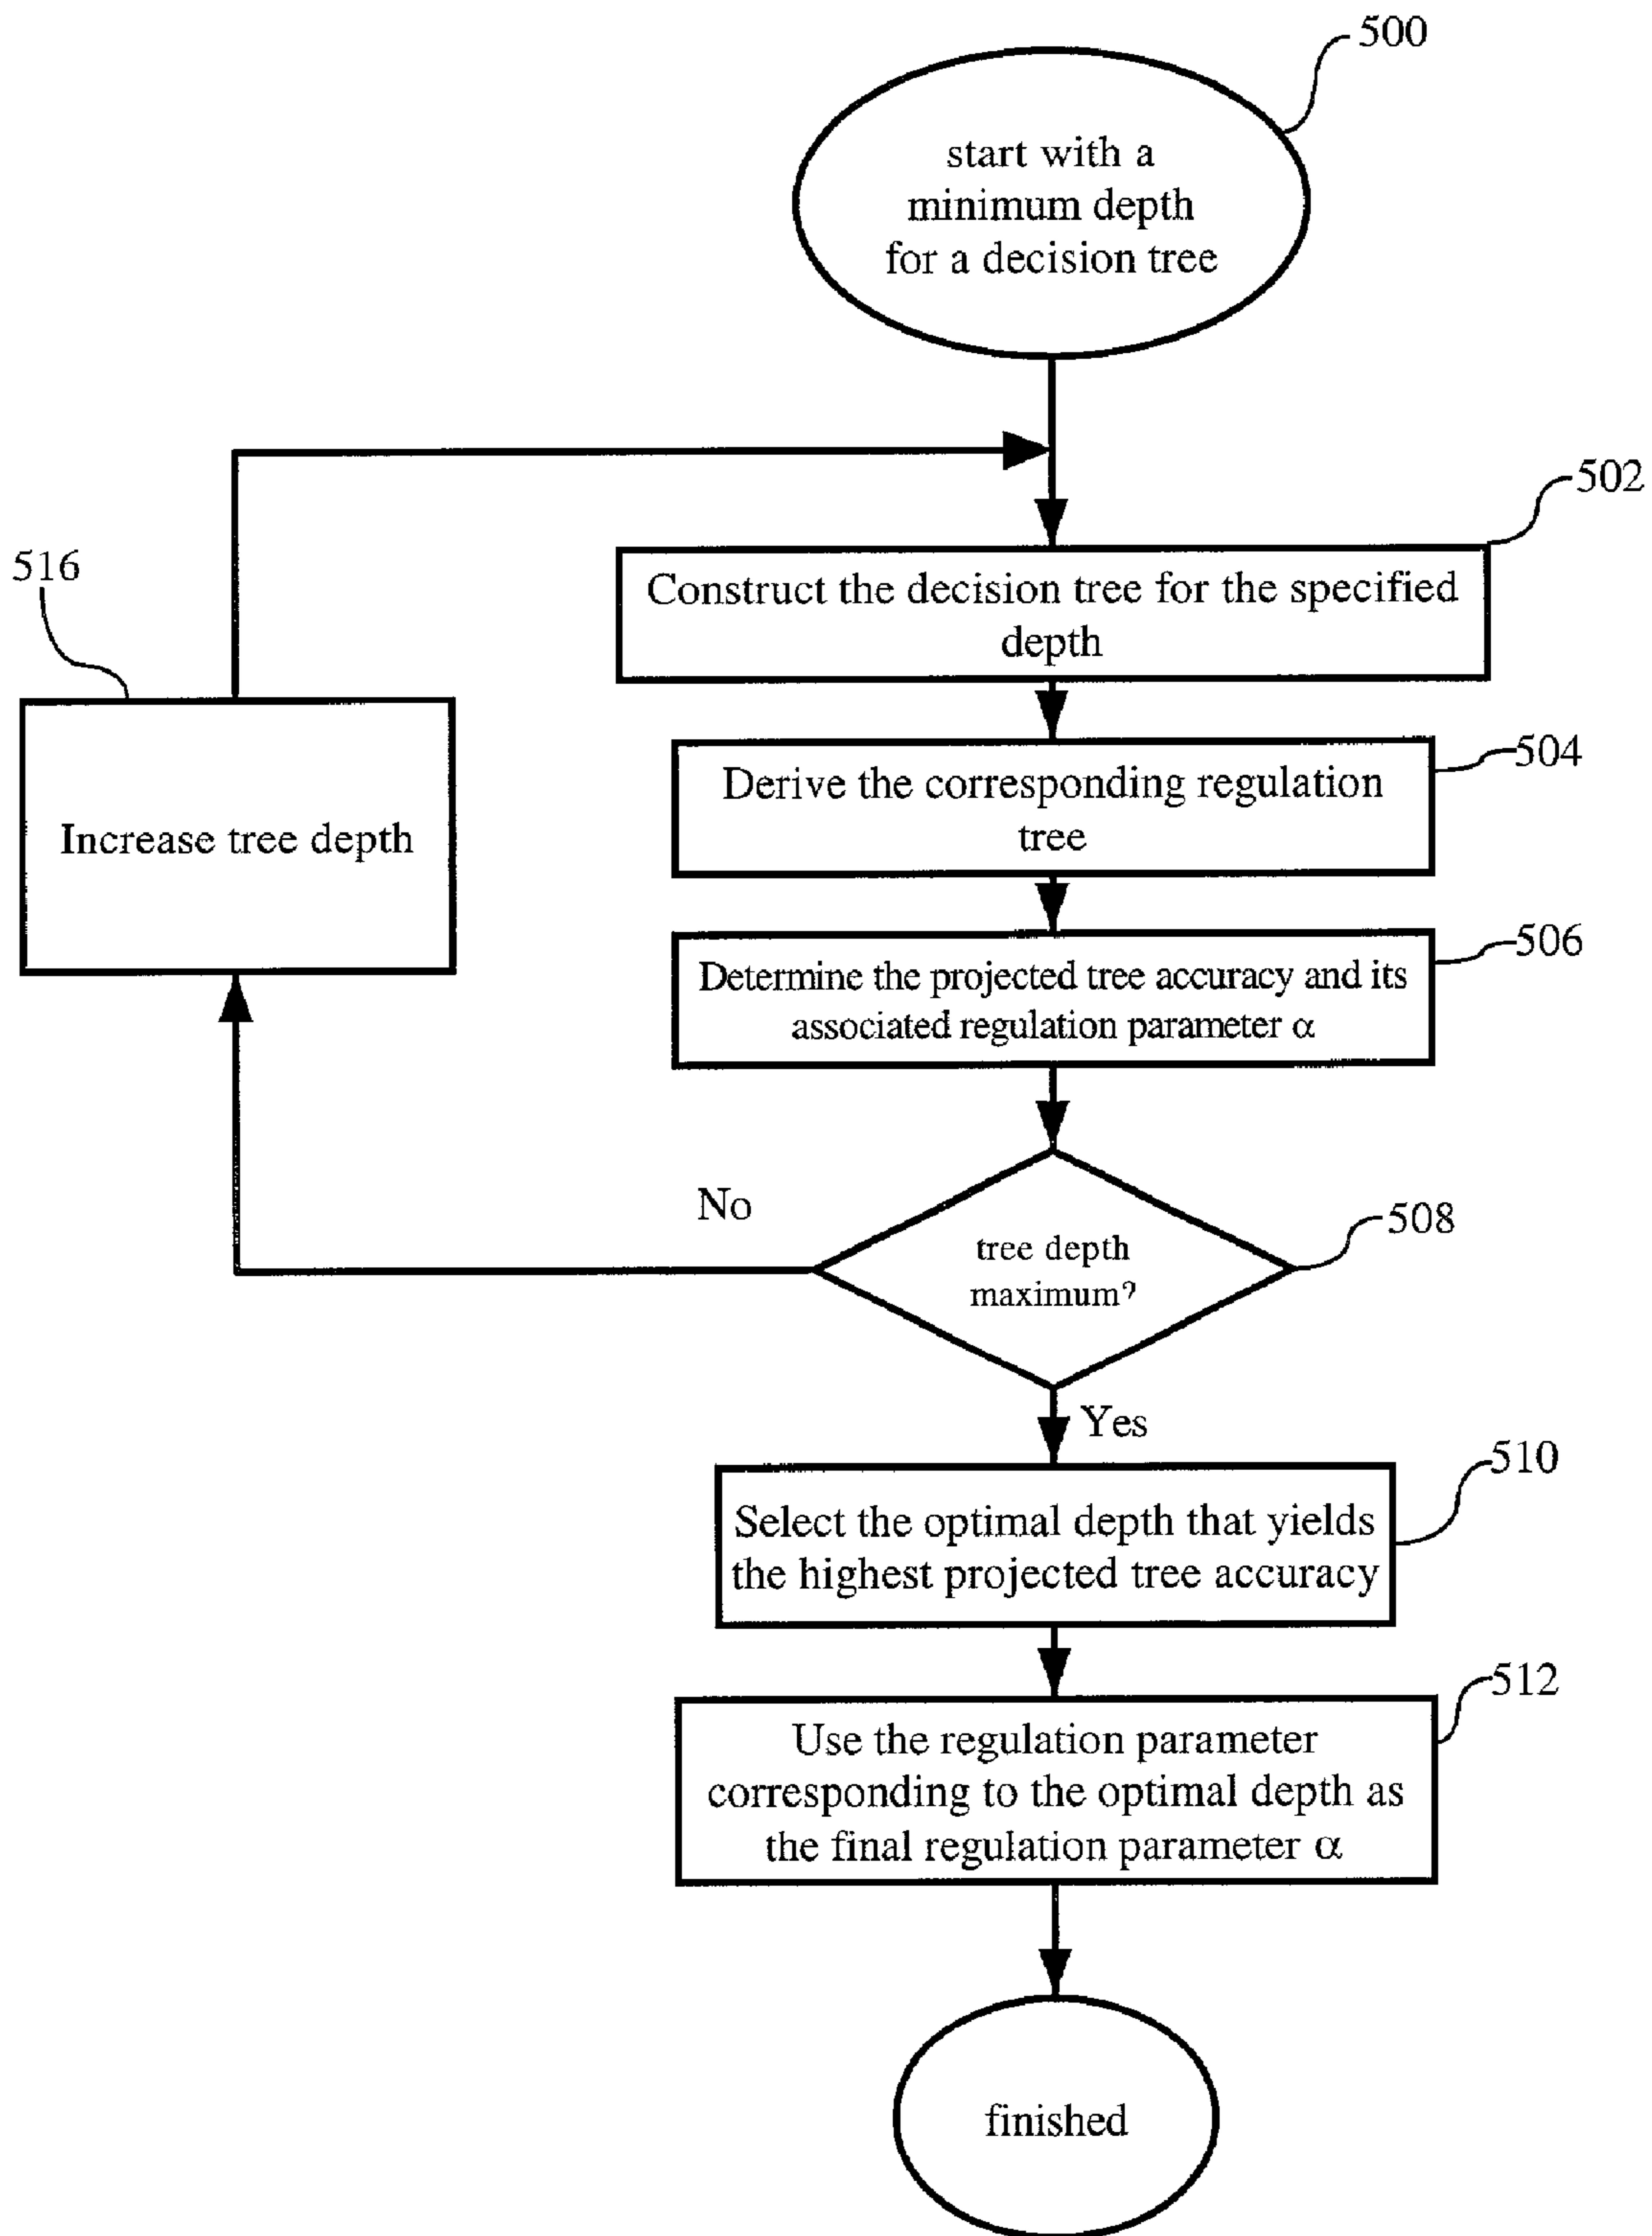 500
start with a
minimum depth
for a decision tree
502
Construct the decision tree for the specified
depth
516
Increase tree depth
504
Derive the corresponding regulation
tree
506
Determine the projected tree accuracy and its
associated regulation parameter α
No
508
tree depth
maximum?
Yes
510
Select the optimal depth that yields
the highest projected tree accuracy
512
Use the regulation parameter
corresponding to the optimal depth as
the final regulation parameter α
finished